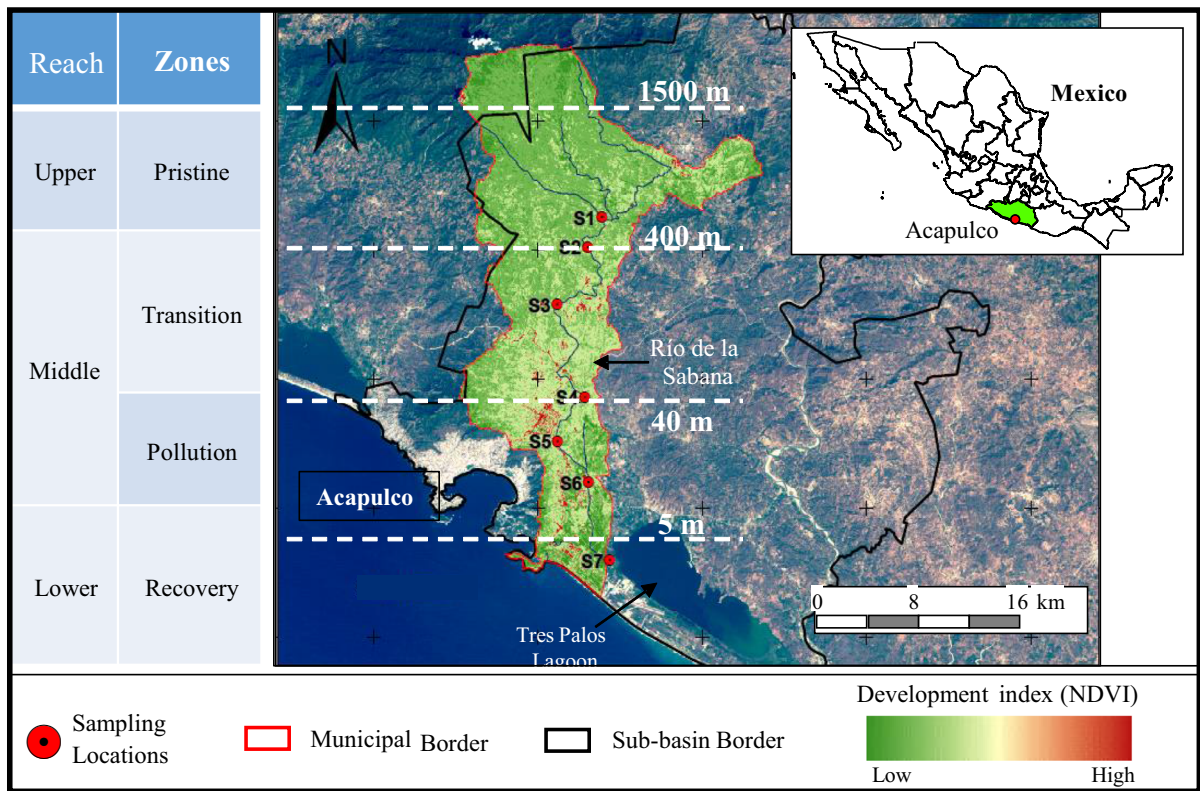 Reach
Zones
Upper
Pristine
Middle
Transition
Pollution
Lower
Recovery
N
1500 m
S1
400 m
S2
S3
Río de la
Sabana
S4
40 m
S5
Acapulco
S6
5 m
S7
Tres Palos
Lagoon
Mexico
Acapulco
0 8 16 km
Sampling
Locations
Municipal Border
Sub-basin Border
Development index (NDVI)
Low High